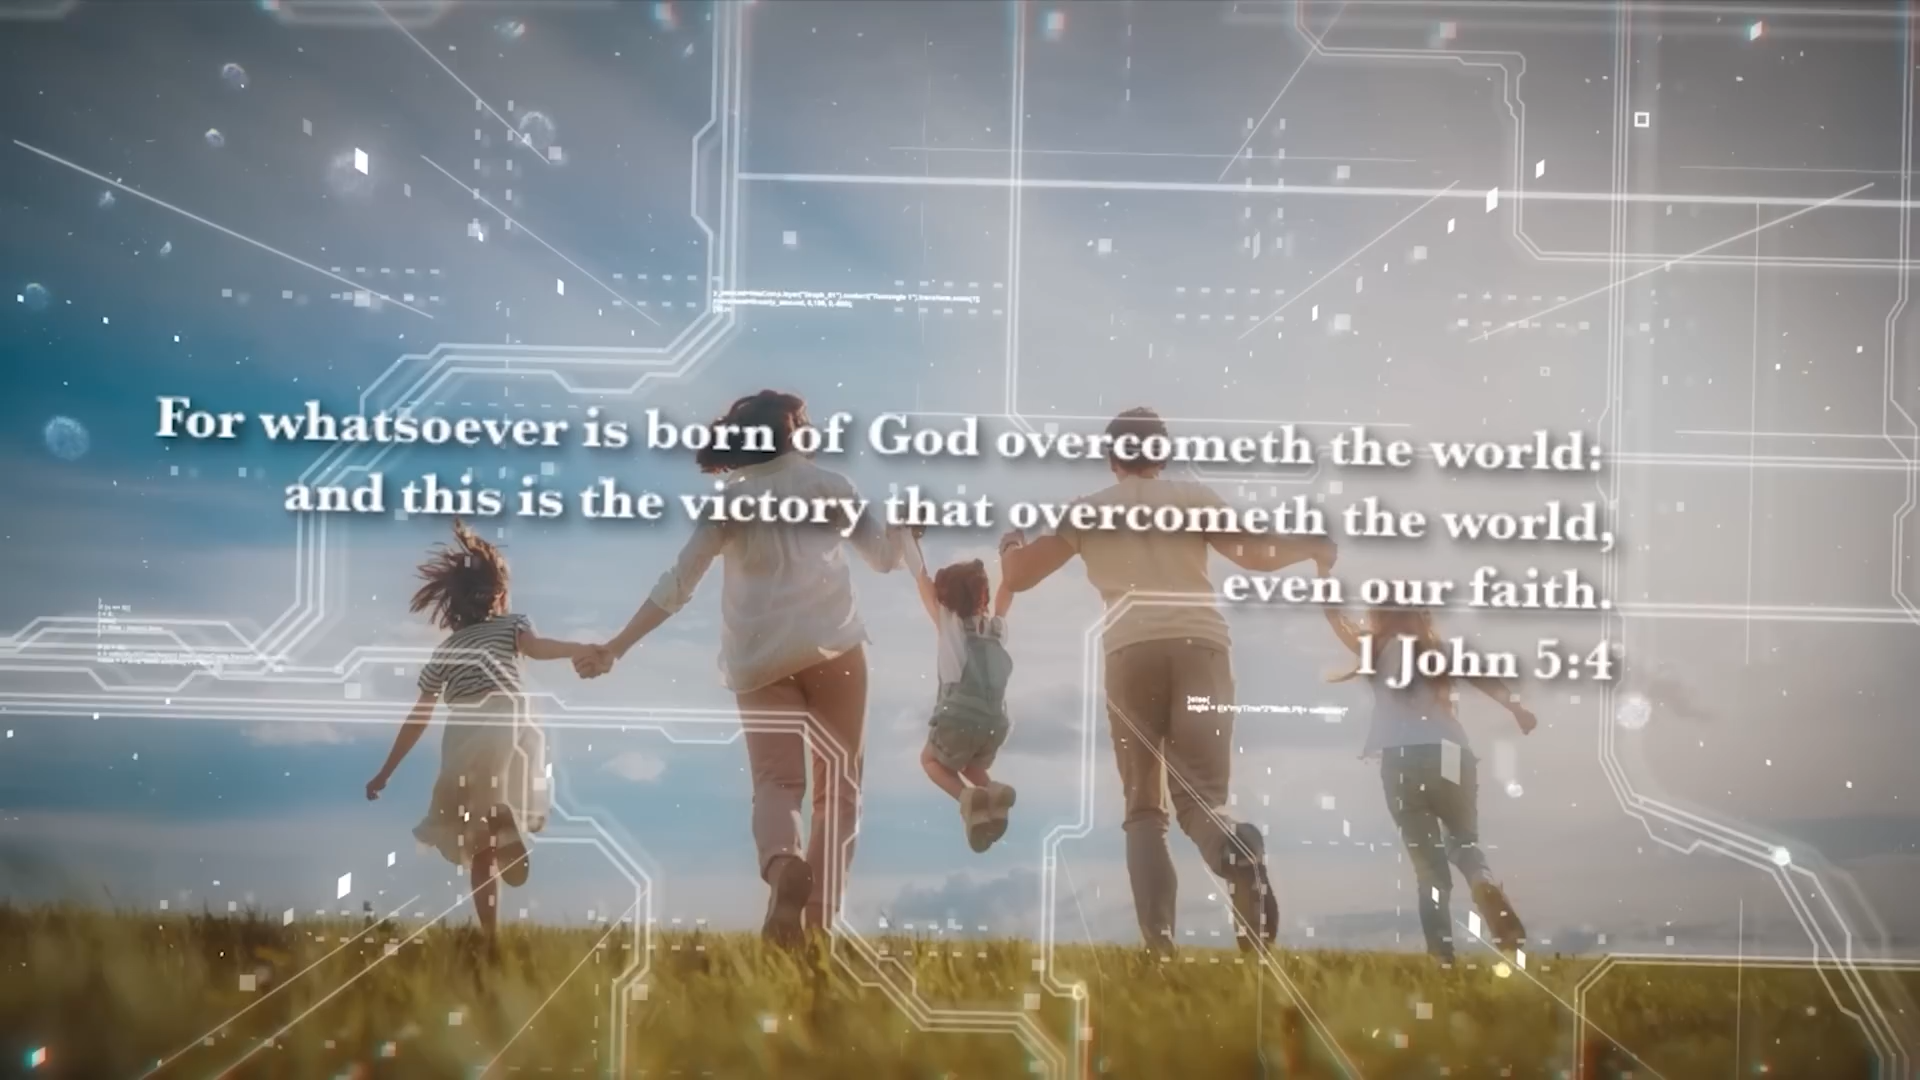 For whatsoever is born of God overcometh the world:
and this is the victory that overcometh the world,
even our faith.
1 John 5:4
}else{